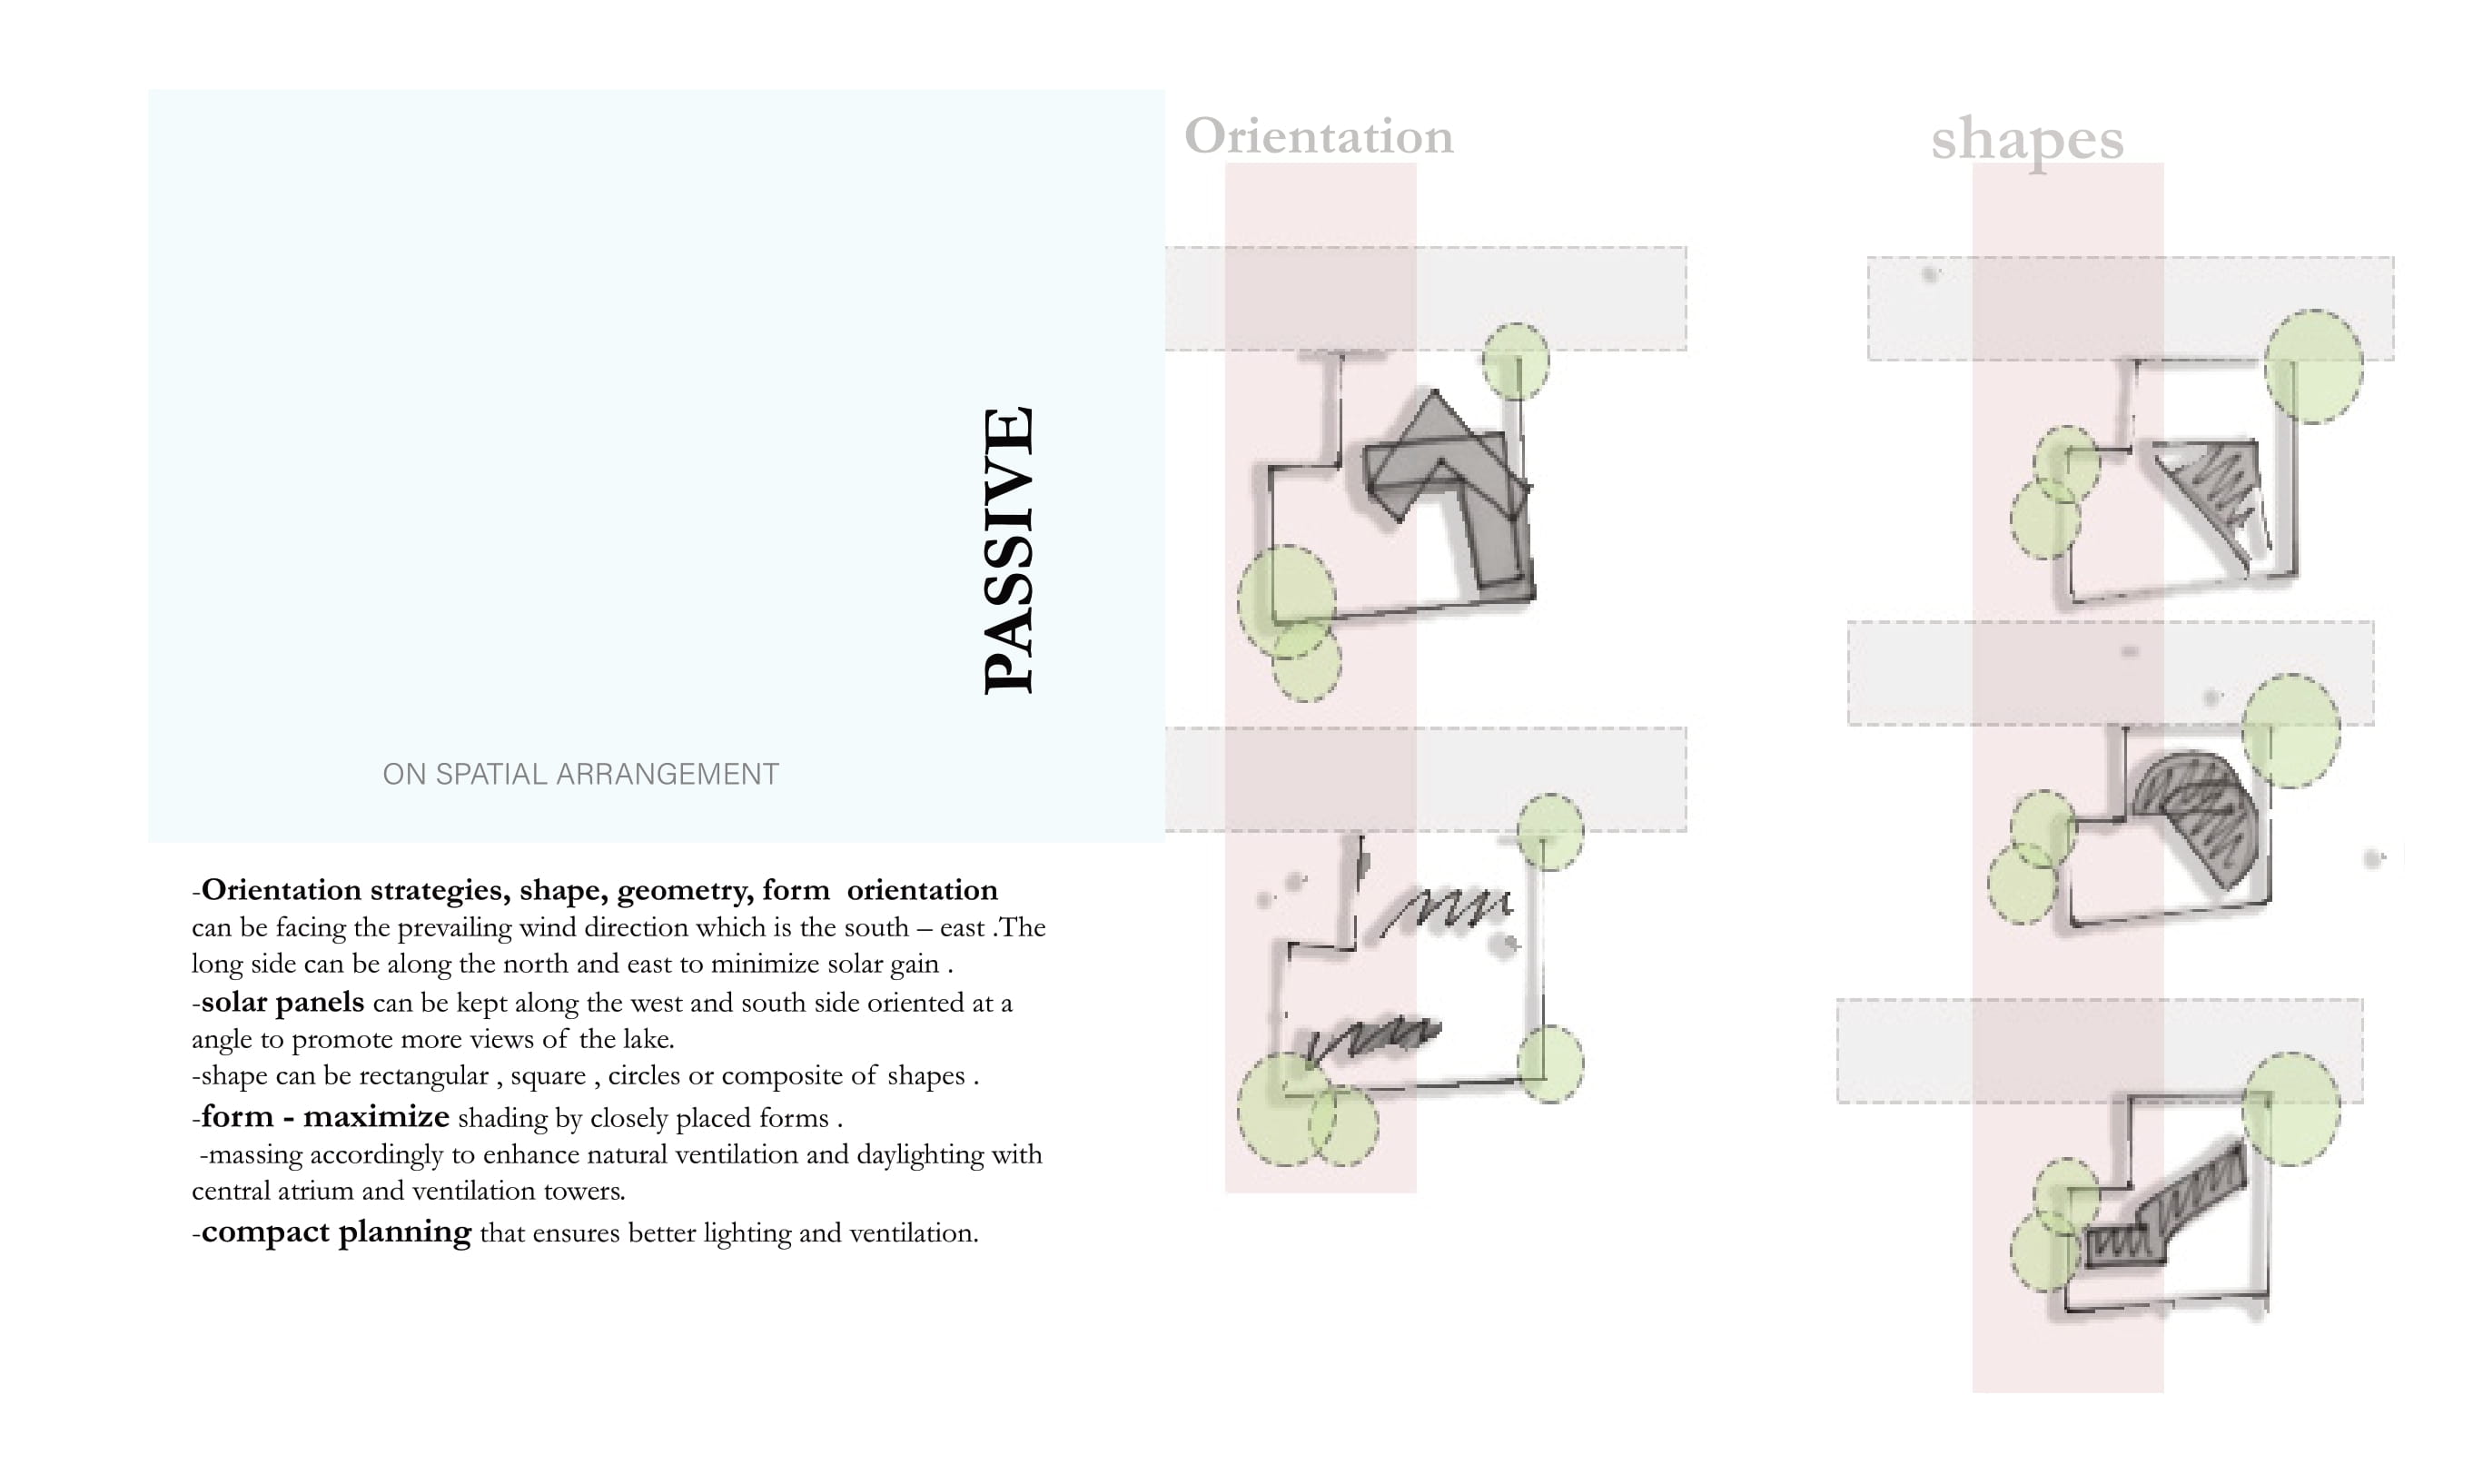 PASSIVE
ON SPATIAL ARRANGEMENT
-Orientation strategies, shape, geometry, form  orientation
can be facing the prevailing wind direction which is the south – east .The
long side can be along the north and east to minimize solar gain .
-solar panels can be kept along the west and south side oriented at a
angle to promote more views of the lake.
-shape can be rectangular , square , circles or composite of shapes .
-form - maximize shading by closely placed forms .
-massing accordingly to enhance natural ventilation and daylighting with
central atrium and ventilation towers.
-compact planning that ensures better lighting and ventilation.
Orientation
shapes